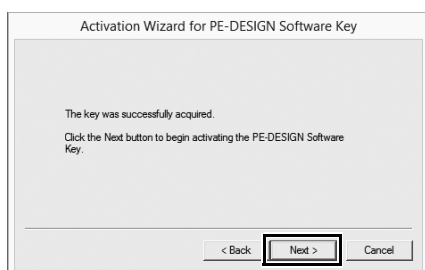 Activation Wizard for PE-DESIGN Software Key
The key was successfully acquired.
Click the Next button to begin activating the PE-DESIGN Software
Key.
< Back Next > Cancel